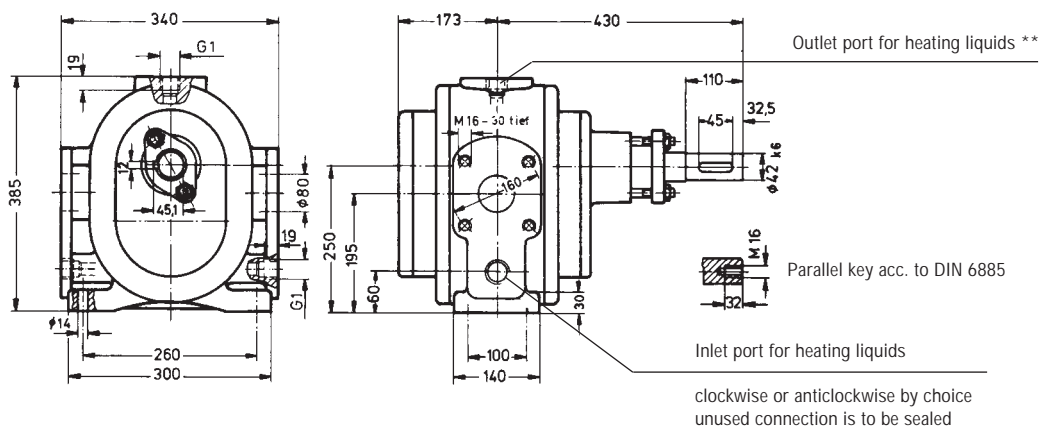 340
173
430
G1
19
Outlet port for heating liquids **
110
32,5
M 16 - 30 tief
45
12
ϕ42 k6
385
ϕ80
160
45,1
250
195
19
M 16
Parallel key acc. to DIN 6885
60
30
32
G1
ϕ14
260
100
Inlet port for heating liquids
300
140
clockwise or anticlockwise by choice
unused connection is to be sealed